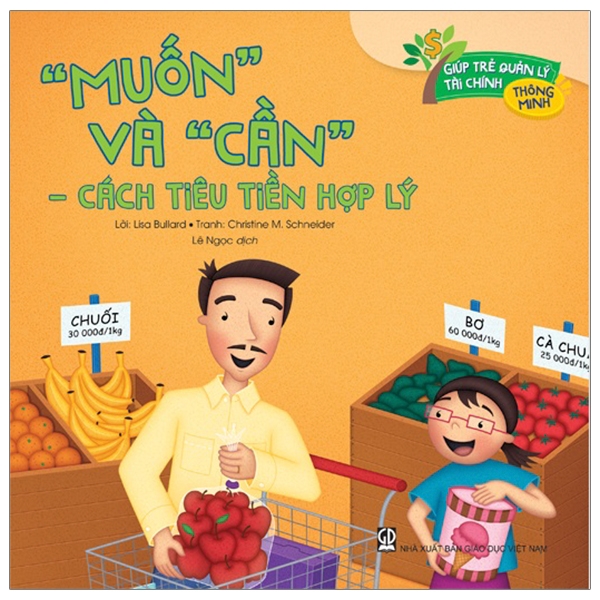 “MUỐN”
VÀ “CẦN”
– CÁCH TIÊU TIỀN HỢP LÝ
Lời: Lisa Bullard • Tranh: Christine M. Schneider
Lê Ngọc dịch
$
GIÚP TRẺ QUẢN LÝ
TÀI CHÍNH
THÔNG
MINH
CHUỐI
30 000đ/1kg
BƠ
60 000đ/1kg
CÀ CHUA
25 000đ/1kg
GD
NHÀ XUẤT BẢN GIÁO DỤC VIỆT NAM